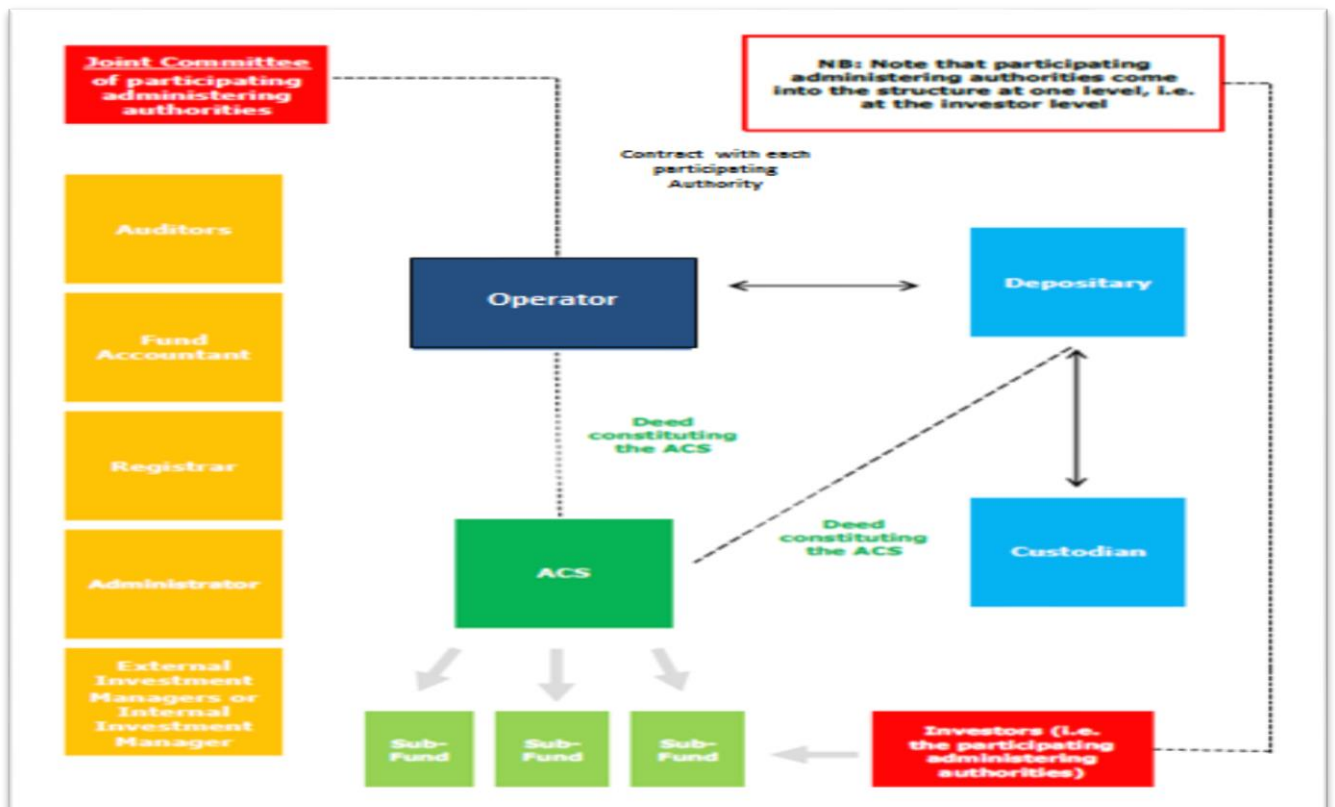 Joint Committee
of participating
administering
authorities
NB: Note that participating
administering authorities come
into the structure at one level, i.e.
at the investor level
Contract with each
participating
Authority
Auditors
Fund
Accountant
Registrar
Administrator
External
Investment
Managers or
Internal
Investment
Manager
Operator
Depositary
Deed
constituting
the ACS
Deed
constituting
the ACS
ACS
Custodian
Sub-
Fund
Sub-
Fund
Sub-
Fund
Investors (i.e.
the participating
administering
authorities)